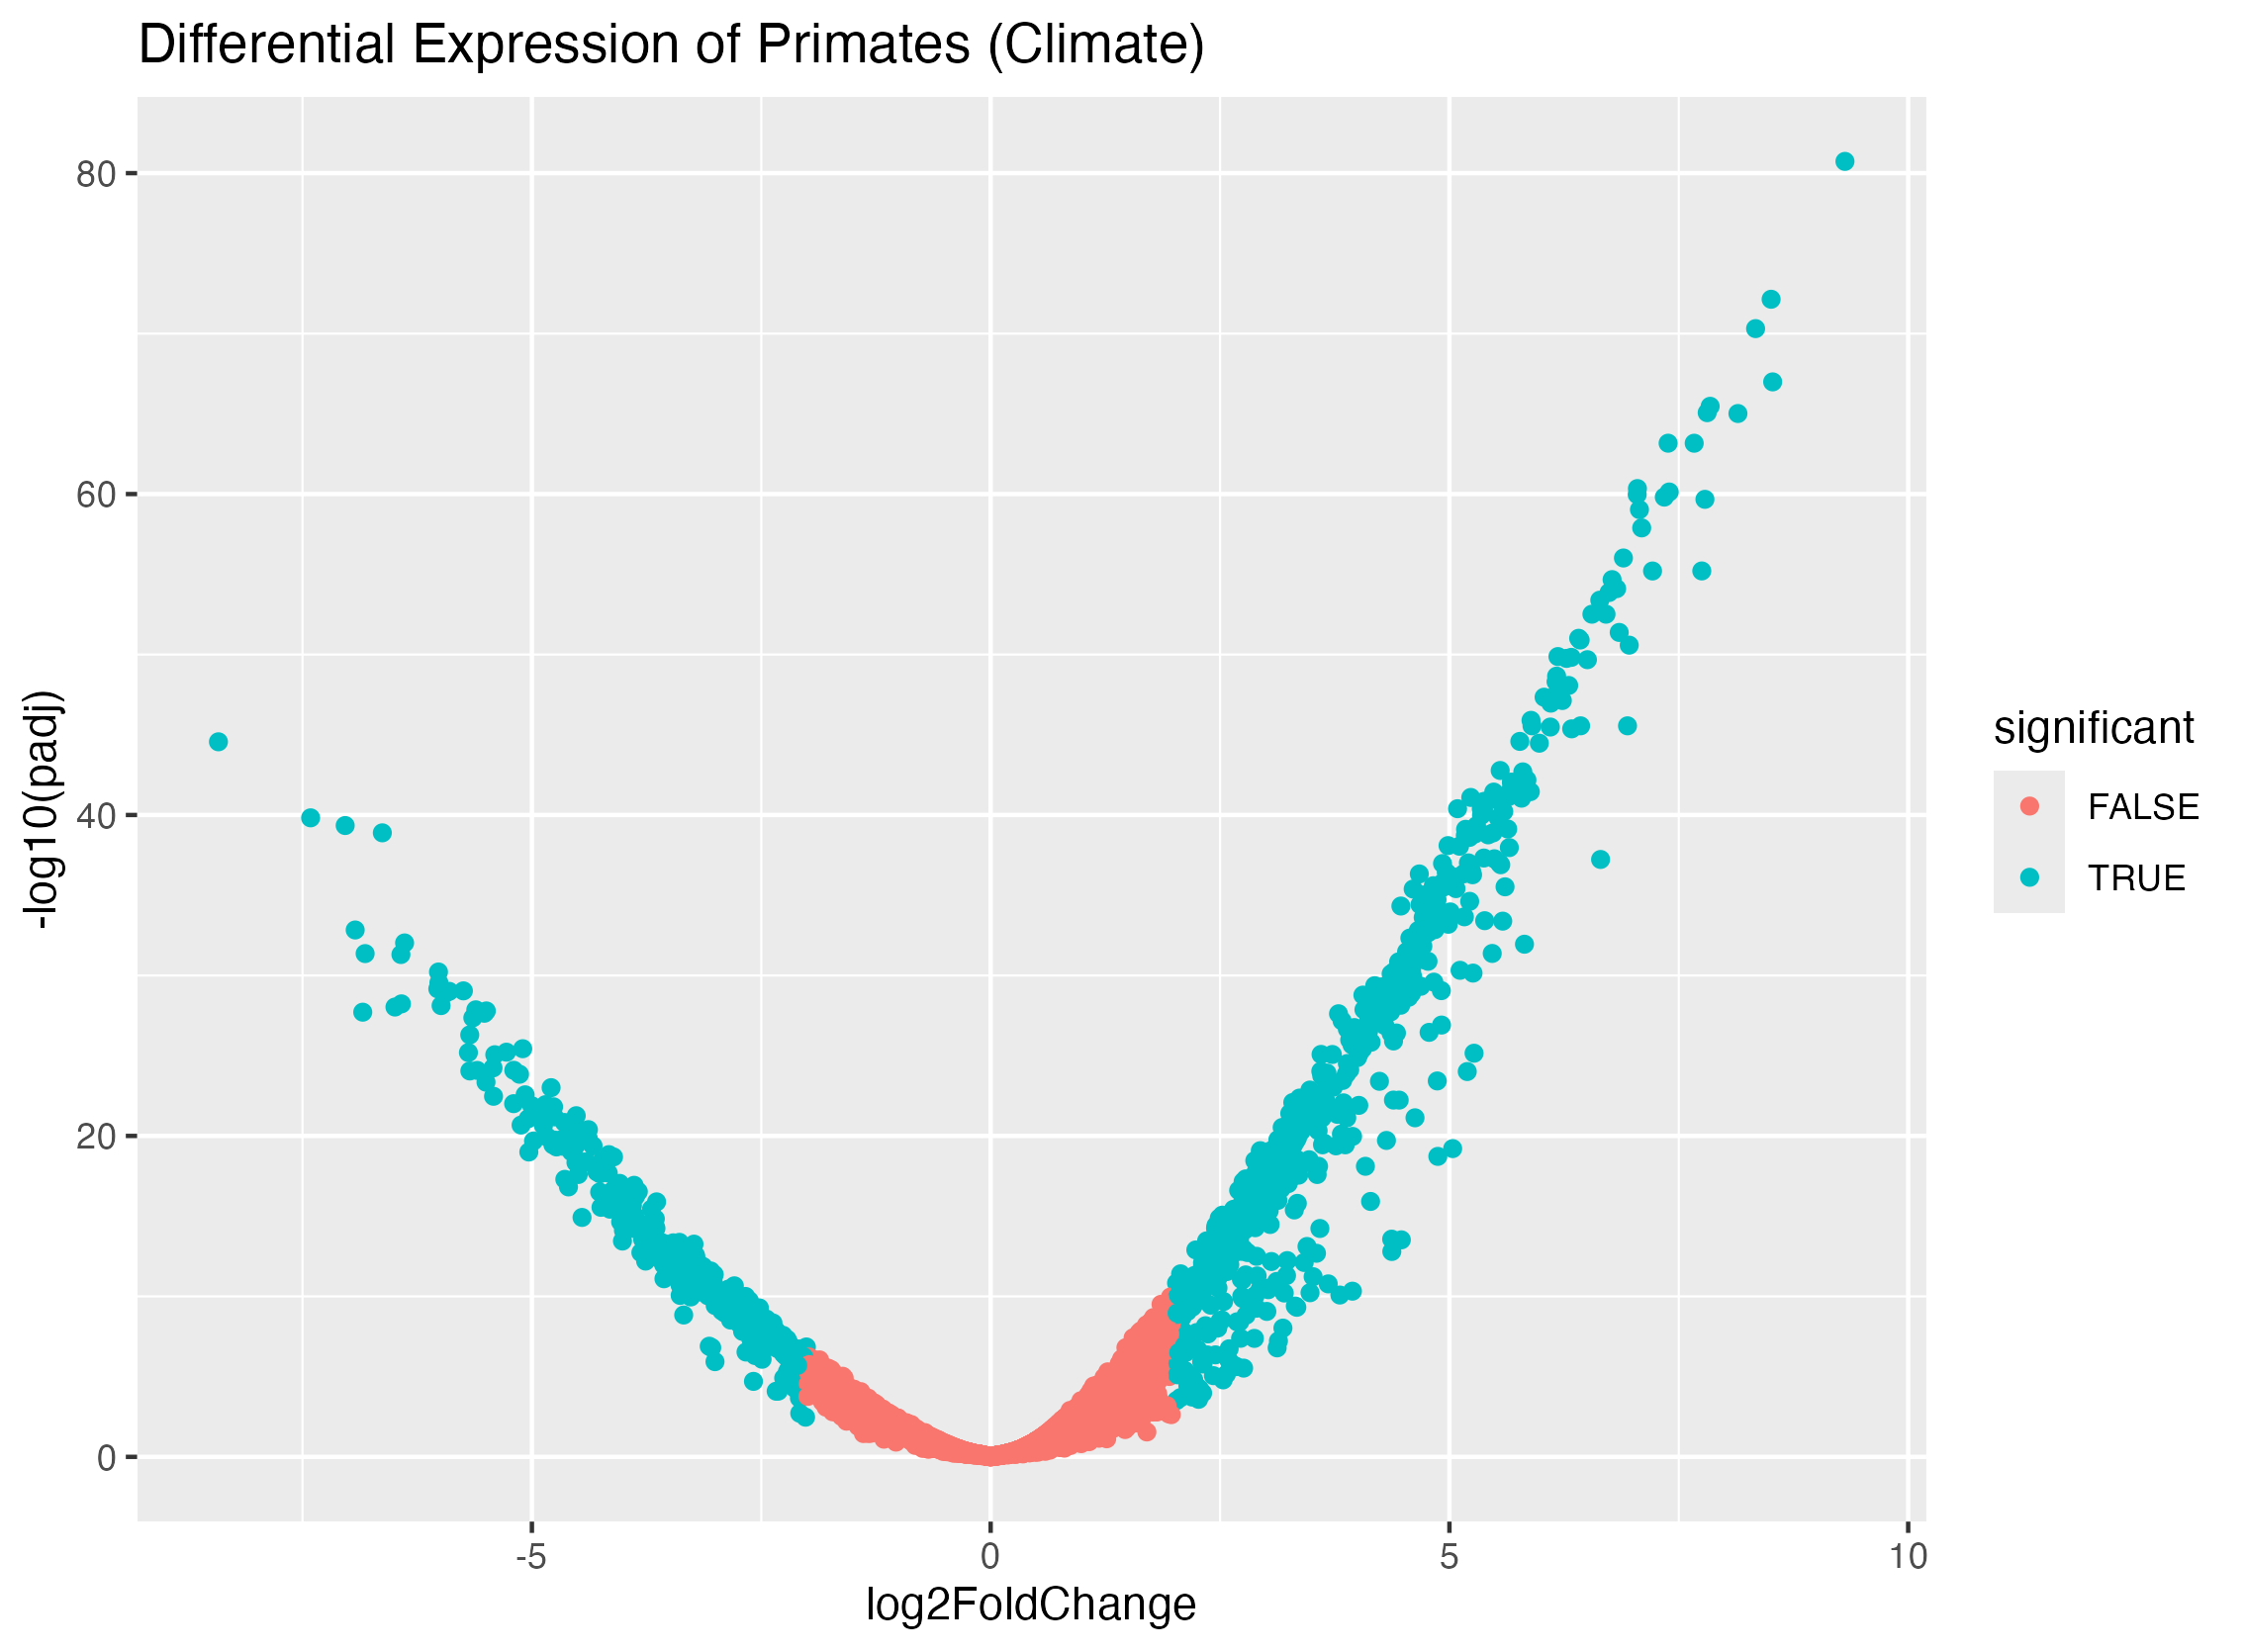 Differential Expression of Primates (Climate)
80
60
40
20
0
-log10(padj)
-5
0
5
10
log2FoldChange
significant
FALSE
TRUE